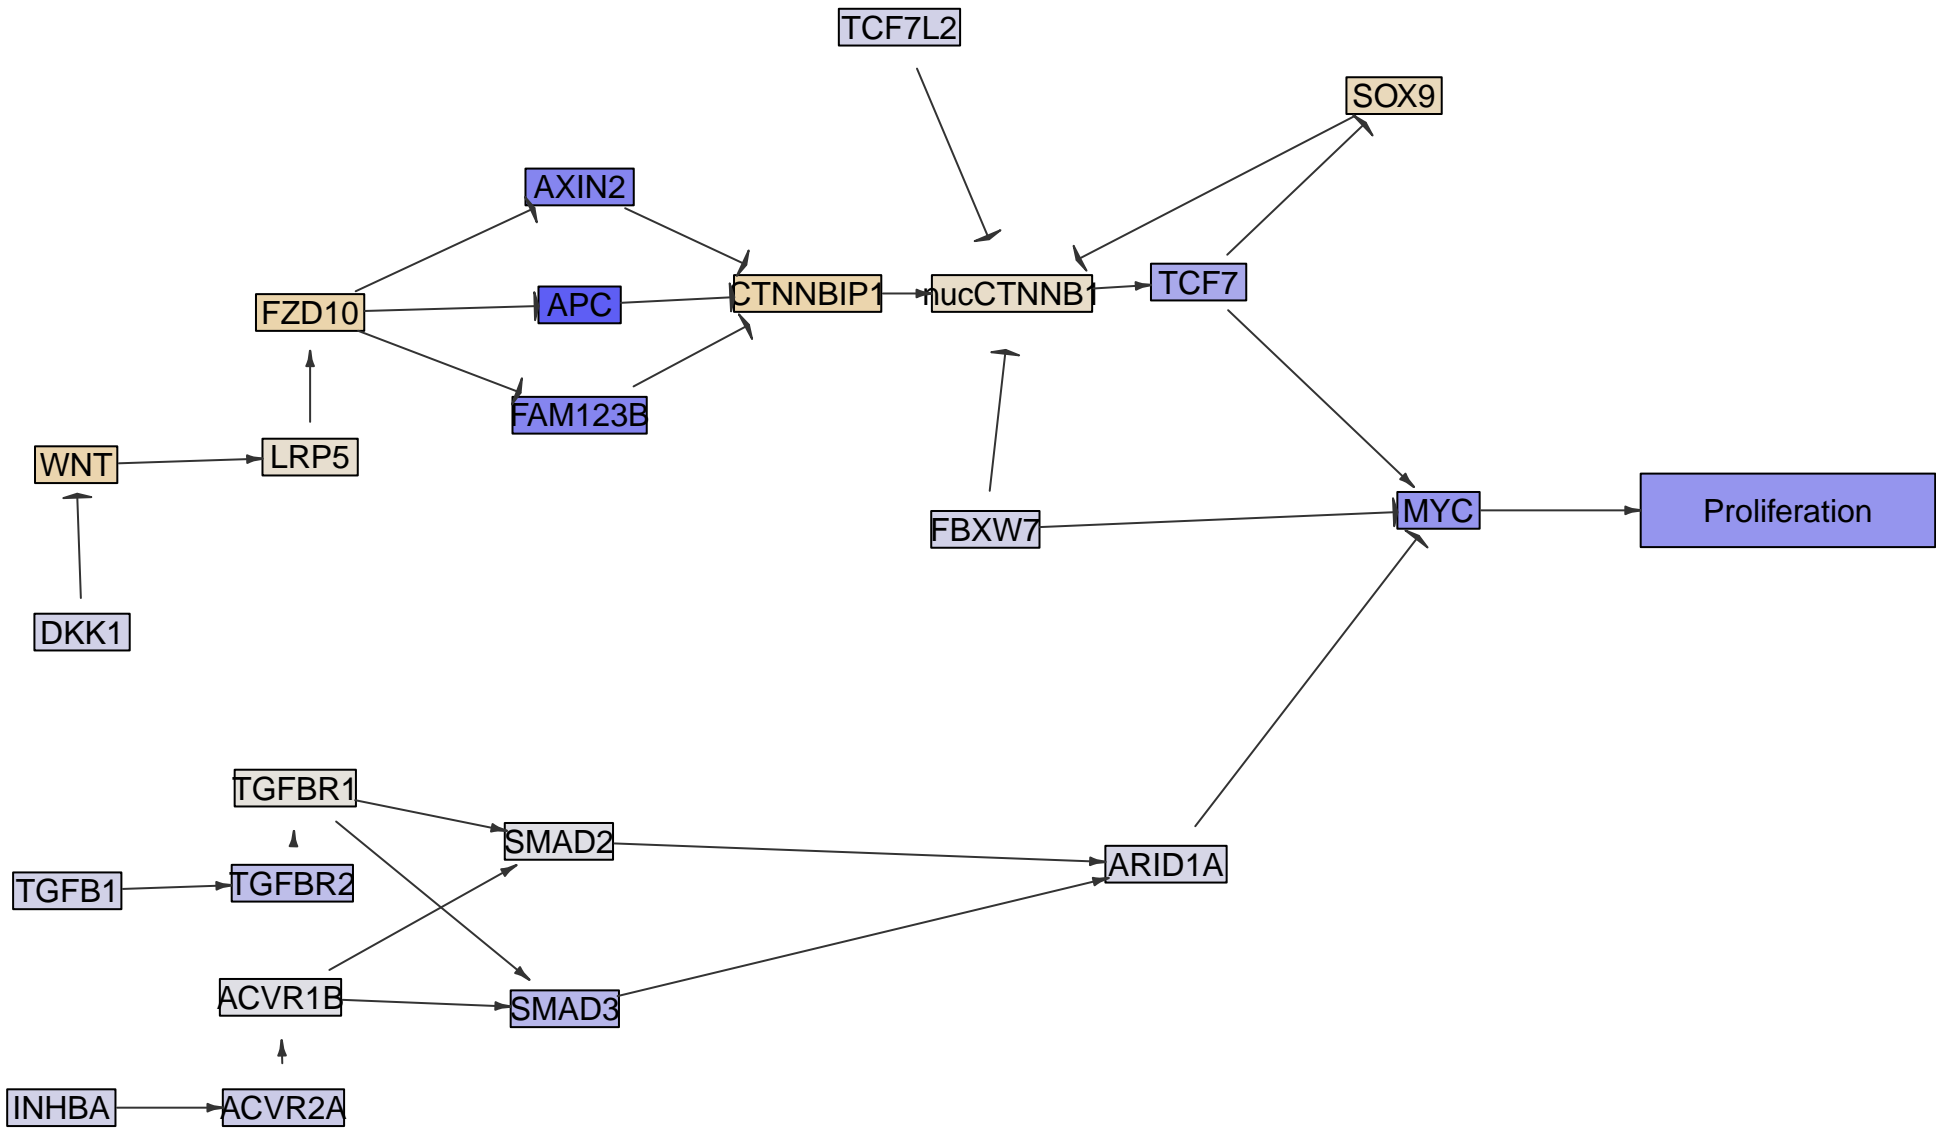 TCF7L2
SOX9
AXIN2
TCF7
CTNNBIP1
nucCTNNB1
APC
FZD10
FAM123B
LRP5
WNT
MYC
Proliferation
FBXW7
DKK1
TGFBR1
SMAD2
ARID1A
TGFBR2
TGFB1
ACVR1B
SMAD3
INHBA
ACVR2A